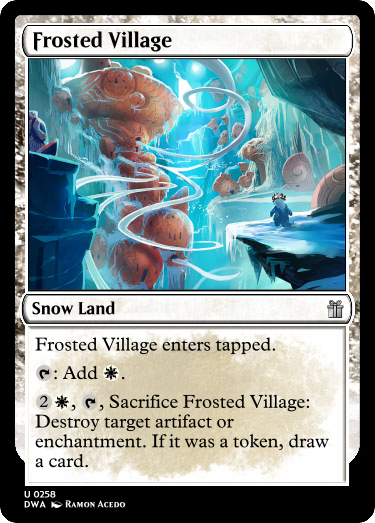 Frosted Village
Snow Land
Frosted Village enters tapped.
: Add .
2 , , Sacrifice Frosted Village:
Destroy target artifact or
enchantment. If it was a token, draw
a card.
U 0258
DWA Ramon Acedo